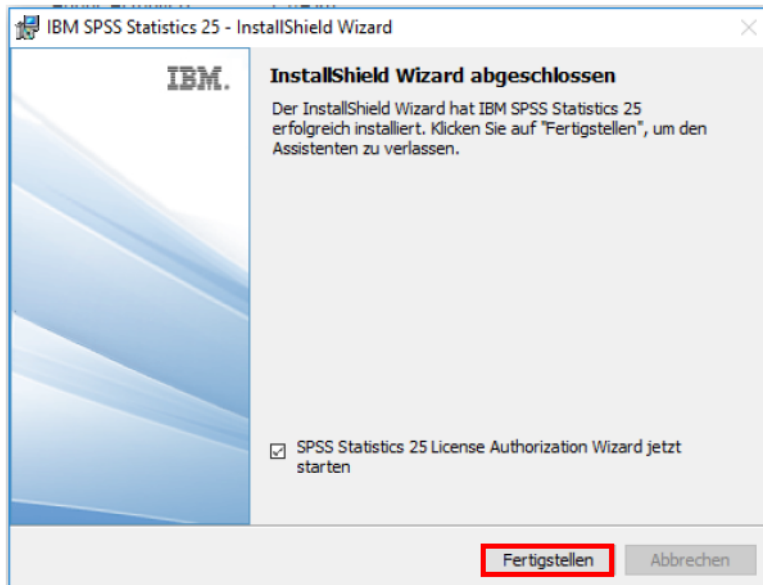 IBM SPSS Statistics 25 - InstallShield Wizard
IBM.
InstallShield Wizard abgeschlossen
Der InstallShield Wizard hat IBM SPSS Statistics 25
erfolgreich installiert. Klicken Sie auf "Fertigstellen", um den
Assistenten zu verlassen.
SPSS Statistics 25 License Authorization Wizard jetzt
starten
Fertigstellen
Abbrechen